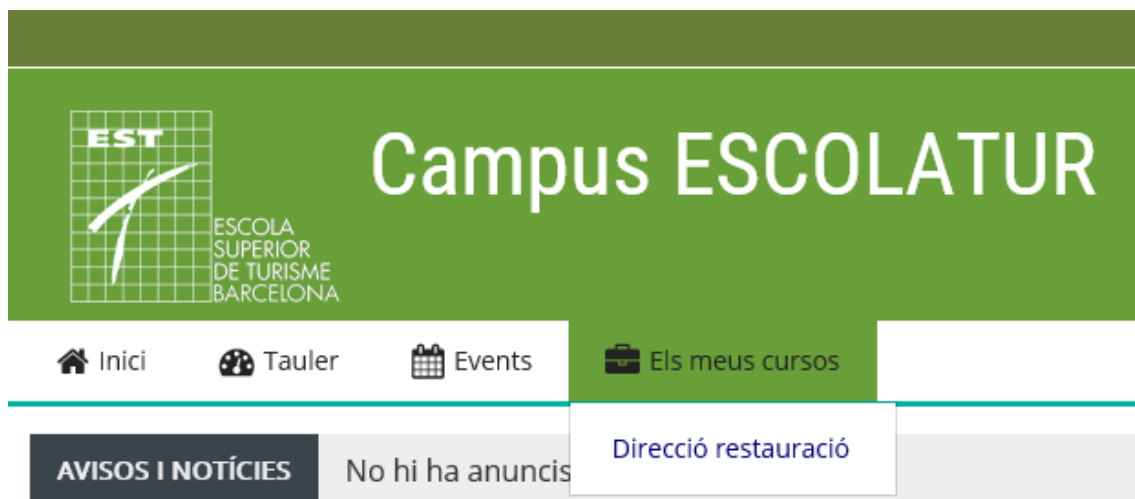 EST
ESCOLA
SUPERIOR
DE TURISME
BARCELONA
Campus ESCOLATUR
Inici Tauler Events Els meus cursos
Direcció restauració
AVISOS I NOTÍCIES No hi ha anuncis